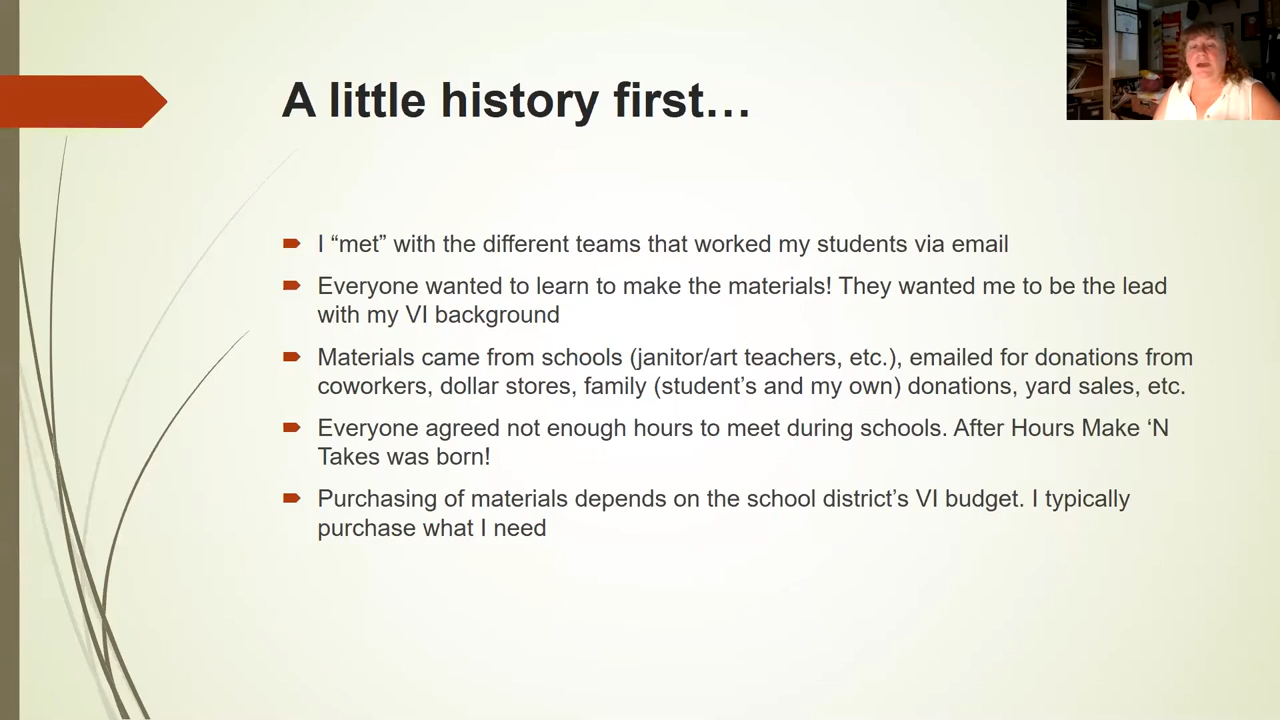 A little history first…
I “met” with the different teams that worked my students via email
Everyone wanted to learn to make the materials! They wanted me to be the lead
with my VI background
Materials came from schools (janitor/art teachers, etc.), emailed for donations from
coworkers, dollar stores, family (student’s and my own) donations, yard sales, etc.
Everyone agreed not enough hours to meet during schools. After Hours Make ‘N
Takes was born!
Purchasing of materials depends on the school district’s VI budget. I typically
purchase what I need